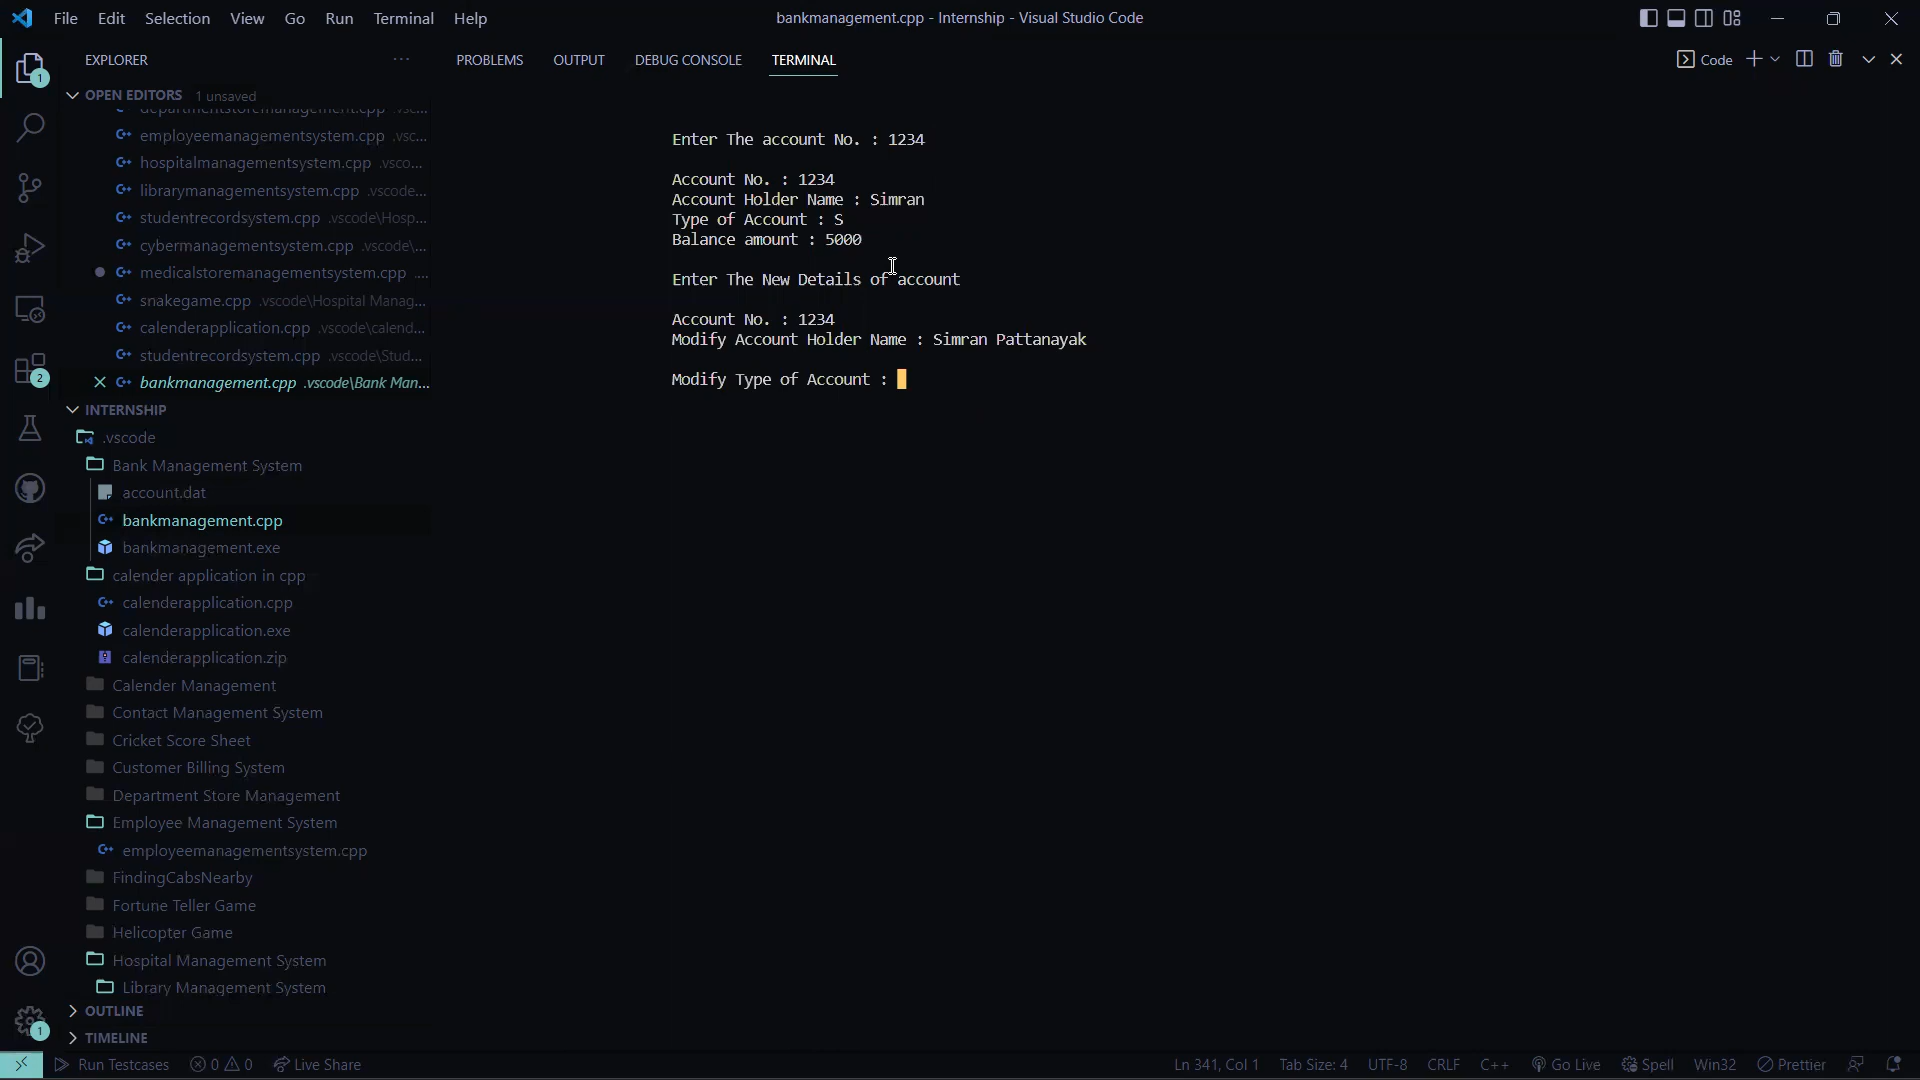 File Edit Selection View Go Run Terminal Help
bankmanagement.cpp - Internship - Visual Studio Code
EXPLORER ...
PROBLEMS OUTPUT DEBUG CONSOLE TERMINAL
Code
OPEN EDITORS 1 unsaved
departmentstoremanagement.cpp .vsc...
employeemanagementsystem.cpp .vsc...
hospitalmanagementsystem.cpp .vsco...
librarymanagementsystem.cpp .vscode...
studentrecordsystem.cpp .vscode\Hosp...
cybermanagementsystem.cpp .vscode\...
medicalstoremanagementsystem.cpp ....
snakegame.cpp .vscode\Hospital Manag...
calenderapplication.cpp .vscode\calend...
studentrecordsystem.cpp .vscode\Stud...
bankmanagement.cpp .vscode\Bank Man...
INTERNSHIP
.vscode
Bank Management System
account.dat
bankmanagement.cpp
bankmanagement.exe
calender application in cpp
calenderapplication.cpp
calenderapplication.exe
calenderapplication.zip
Calender Management
Contact Management System
Cricket Score Sheet
Customer Billing System
Department Store Management
Employee Management System
employeemanagementsystem.cpp
FindingCabsNearby
Fortune Teller Game
Helicopter Game
Hospital Management System
Library Management System
OUTLINE
TIMELINE
Enter The account No. : 1234
Account No. : 1234
Account Holder Name : Simran
Type of Account : S
Balance amount : 5000
Enter The New Details of account
Account No. : 1234
Modify Account Holder Name : Simran Pattanayak
Modify Type of Account :
1
2
1
Run Testcases 0 0 Live Share
Ln 341, Col 1 Tab Size: 4 UTF-8 CRLF C++ Go Live Spell Win32 Prettier